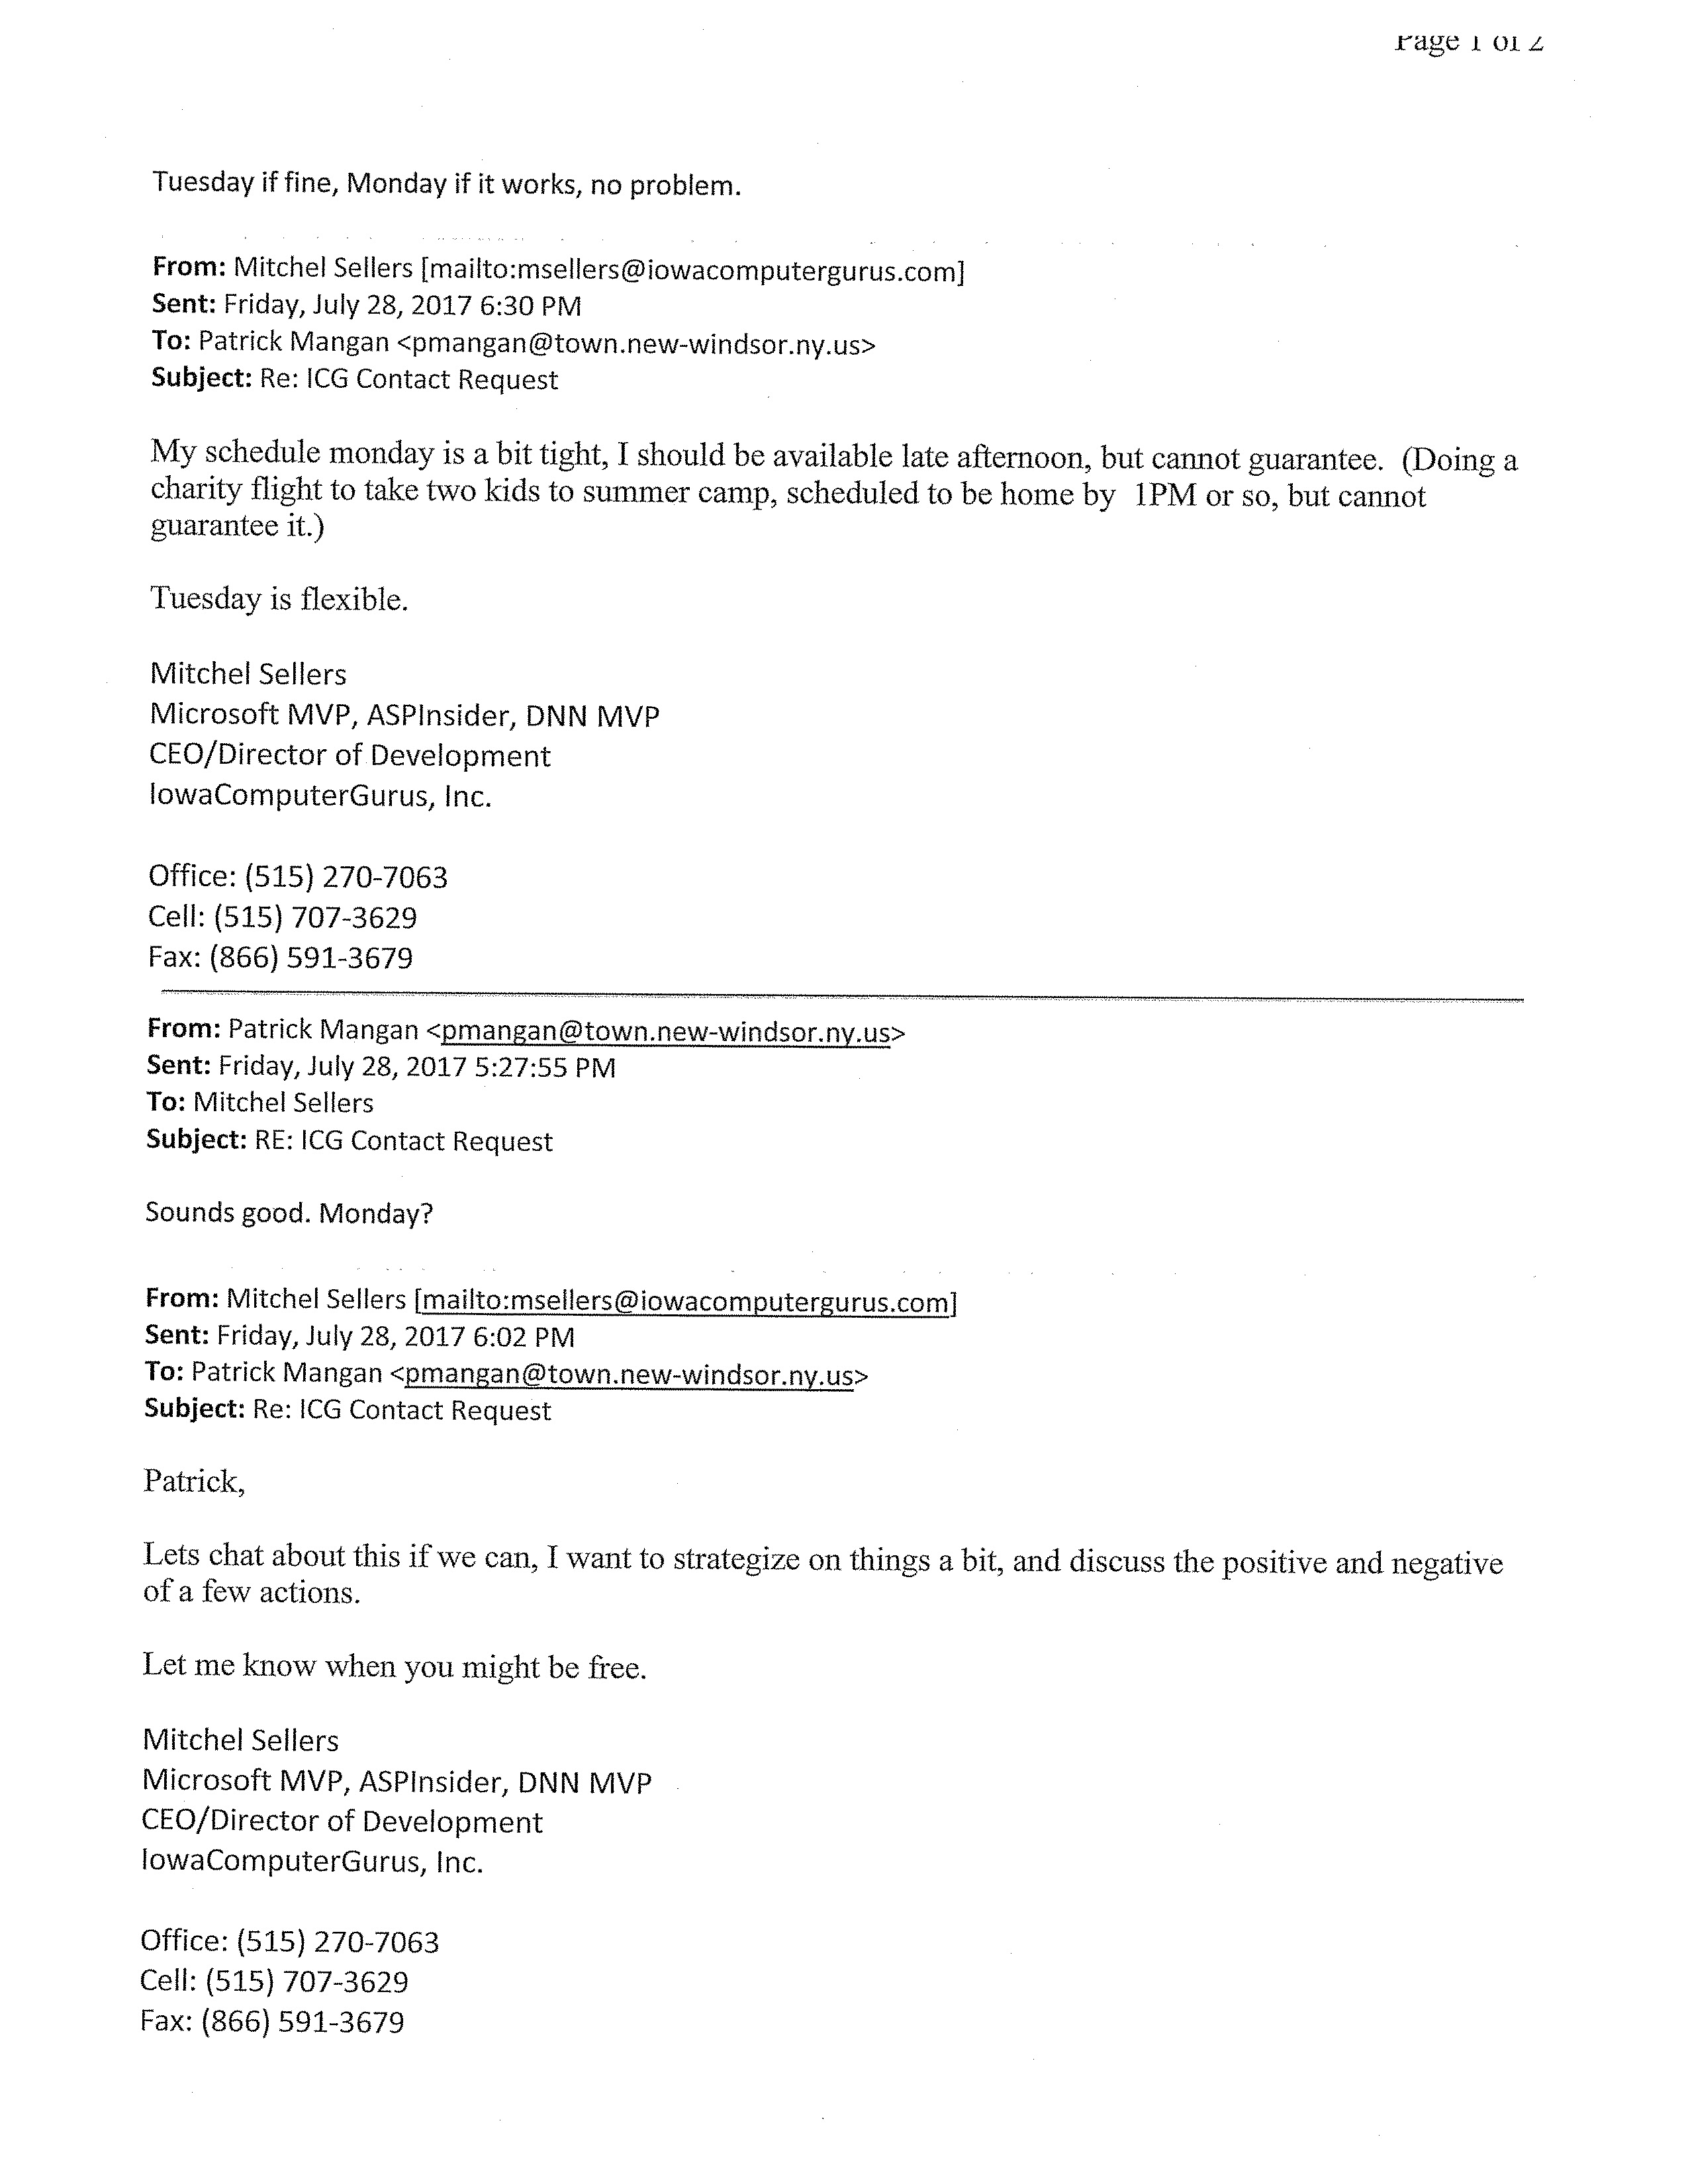 Page 1 of 2
Tuesday if fine, Monday if it works, no problem.
From: Mitchel Sellers [mailto:msellers@iowacomputergurus.com]
Sent: Friday, July 28, 2017 6:30 PM
To: Patrick Mangan <pmangan@town.new-windsor.ny.us>
Subject: Re: ICG Contact Request
My schedule monday is a bit tight, I should be available late afternoon, but cannot guarantee.  (Doing a
charity flight to take two kids to summer camp, scheduled to be home by  1PM or so, but cannot
guarantee it.)
Tuesday is flexible.
Mitchel Sellers
Microsoft MVP, ASPInsider, DNN MVP
CEO/Director of Development
IowaComputerGurus, Inc.
Office: (515) 270-7063
Cell: (515) 707-3629
Fax: (866) 591-3679
From: Patrick Mangan <pmangan@town.new-windsor.ny.us>
Sent: Friday, July 28, 2017 5:27:55 PM
To: Mitchel Sellers
Subject: RE: ICG Contact Request
Sounds good. Monday?
From: Mitchel Sellers [mailto:msellers@iowacomputergurus.com]
Sent: Friday, July 28, 2017 6:02 PM
To: Patrick Mangan <pmangan@town.new-windsor.ny.us>
Subject: Re: ICG Contact Request
Patrick,
Lets chat about this if we can, I want to strategize on things a bit, and discuss the positive and negative
of a few actions.
Let me know when you might be free.
Mitchel Sellers
Microsoft MVP, ASPInsider, DNN MVP
CEO/Director of Development
IowaComputerGurus, Inc.
Office: (515) 270-7063
Cell: (515) 707-3629
Fax: (866) 591-3679